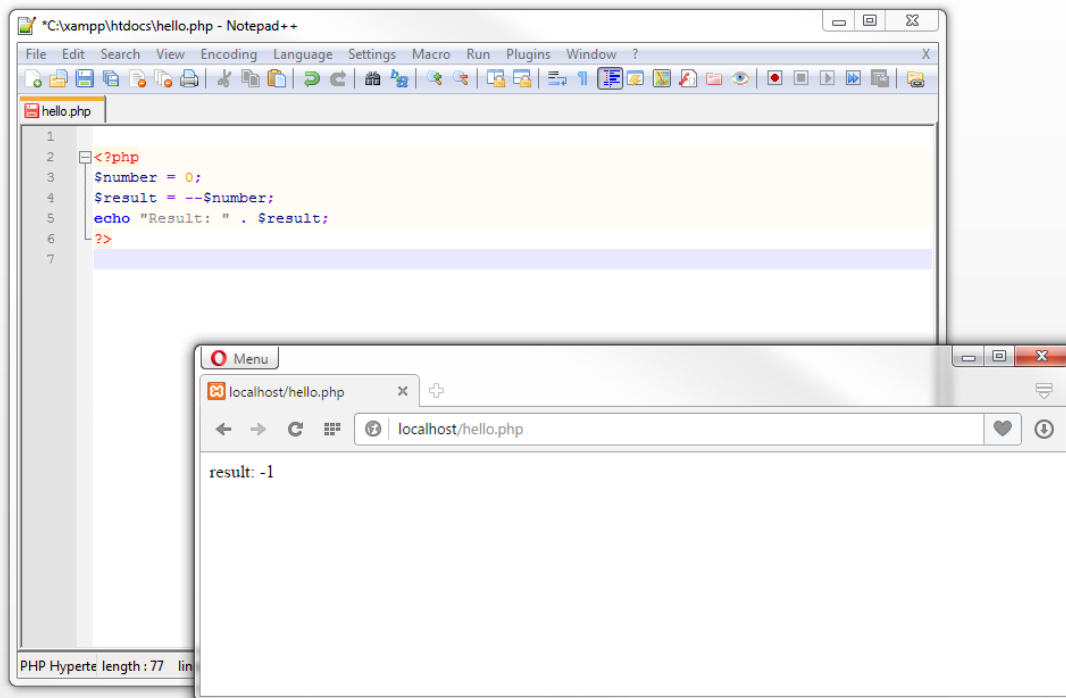 *C:\xampp\htdocs\hello.php - Notepad++
File Edit Search View Encoding Language Settings Macro Run Plugins Window ? X
hello.php
1
2 <?php
3 $number = 0;
4 $result = --$number;
5 echo "Result: " . $result;
6 ?>
7
Menu
localhost/hello.php
localhost/hello.php
result: -1
PHP Hyperte length : 77 lin